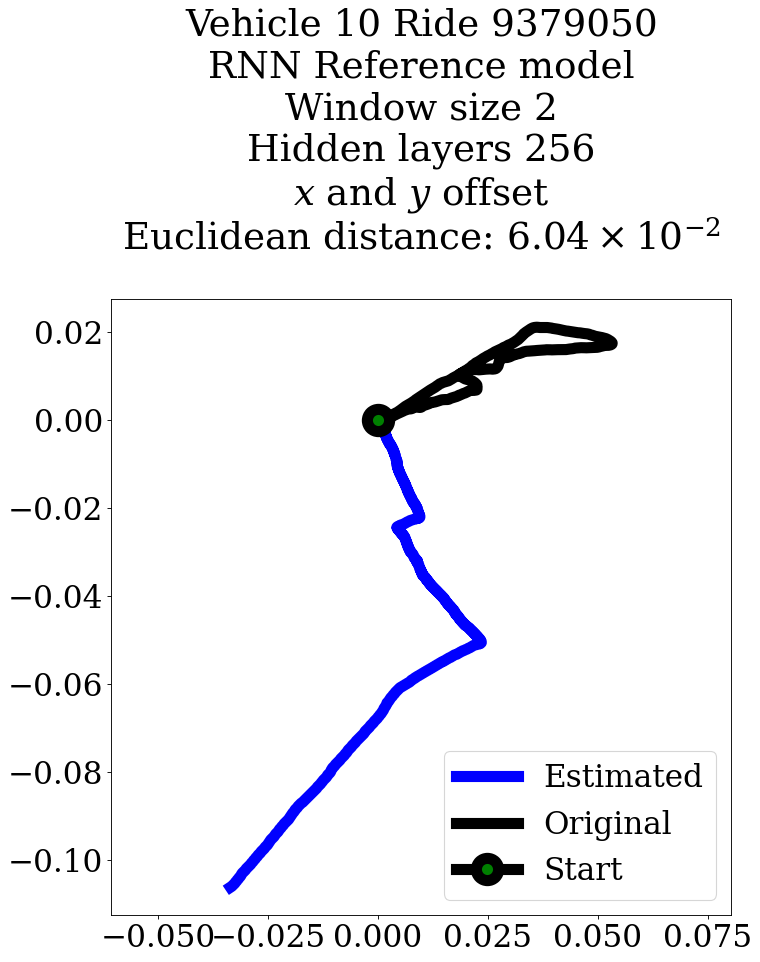 Vehicle 10 Ride 9379050
RNN Reference model
Window size 2
Hidden layers 256
x and y offset
Euclidean distance: 6.04 × 10⁻²
0.02
0.00
−0.02
−0.04
−0.06
−0.08
−0.10
Estimated
Original
Start
−0.050 −0.025 0.000 0.025 0.050 0.075